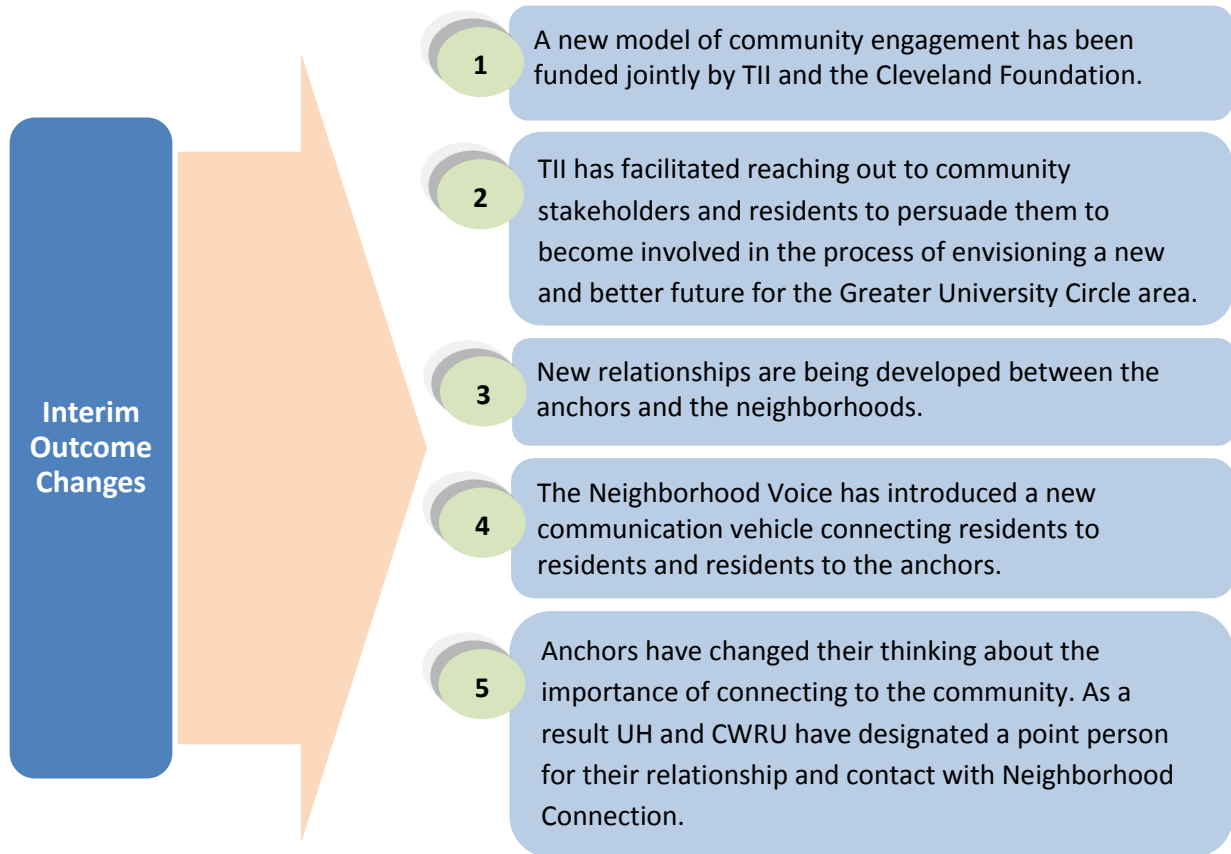 Interim
Outcome
Changes
1
A new model of community engagement has been
funded jointly by TII and the Cleveland Foundation.
2
TII has facilitated reaching out to community
stakeholders and residents to persuade them to
become involved in the process of envisioning a new
and better future for the Greater University Circle area.
3
New relationships are being developed between the
anchors and the neighborhoods.
4
The Neighborhood Voice has introduced a new
communication vehicle connecting residents to
residents and residents to the anchors.
5
Anchors have changed their thinking about the
importance of connecting to the community. As a
result UH and CWRU have designated a point person
for their relationship and contact with Neighborhood
Connection.